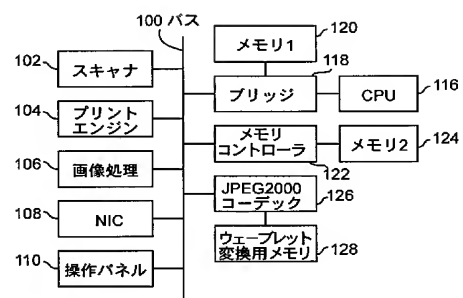 100 バス
102
スキャナ
104
プリント
エンジン
106
画像処理
108
NIC
110
操作パネル
120
メモリ1
118
ブリッジ
CPU
116
メモリ
コントローラ
122
メモリ2
124
JPEG2000
コーデック
126
ウェーブレット
変換用メモリ
128